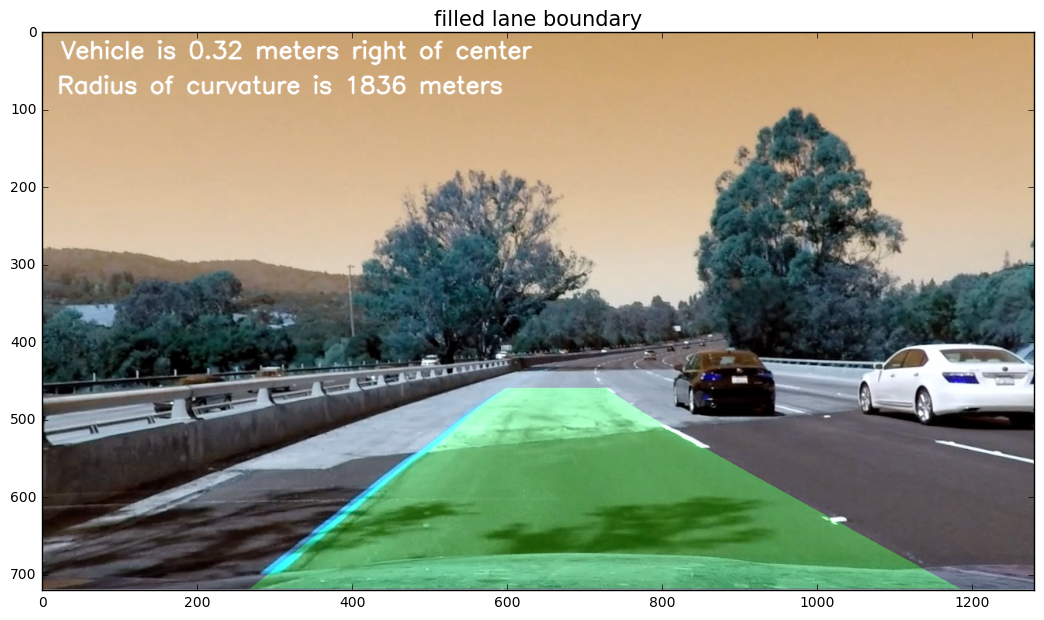 filled lane boundary
Vehicle is 0.32 meters right of center
Radius of curvature is 1836 meters
0
100
200
300
400
500
600
700
0 200 400 600 800 1000 1200